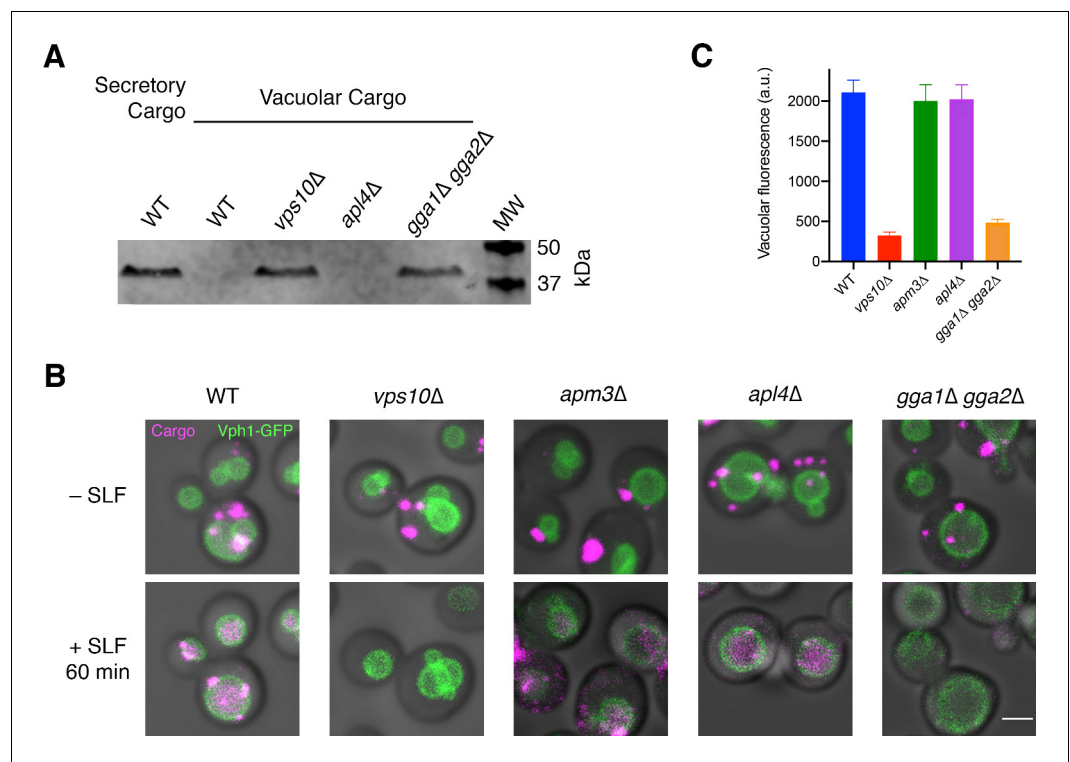 A
Secretory
Cargo
Vacuolar Cargo
WT
WT
vps10Δ
apl4Δ
gga1Δ gga2Δ
MW
50
37
kDa
C
Vacuolar fluorescence (a.u.)
2000
1500
1000
500
0
WT
vps10Δ
apm3Δ
apl4Δ
gga1Δ gga2Δ
B
WT
vps10Δ
apm3Δ
apl4Δ
gga1Δ gga2Δ
Cargo Vph1-GFP
– SLF
+ SLF
60 min